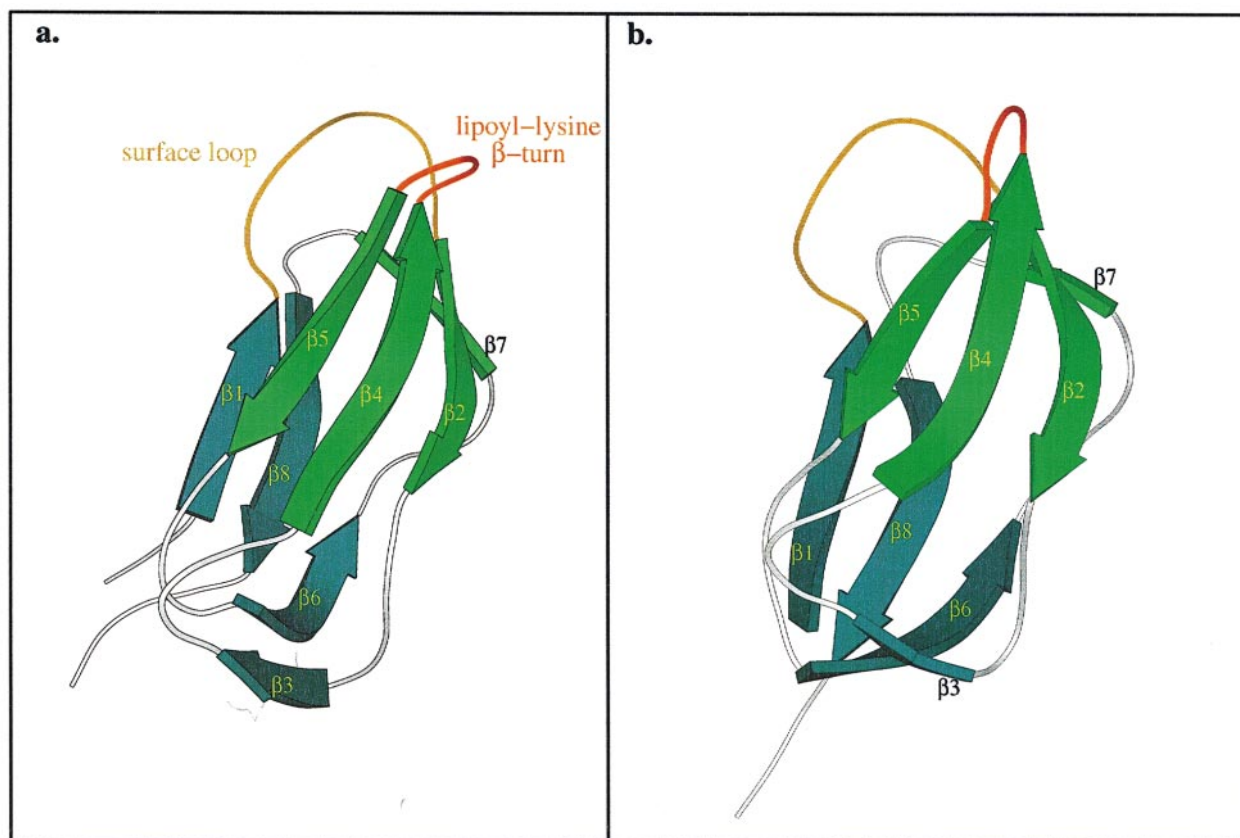 a.
surface loop
lipoyl–lysine
β–turn
β5
β7
β1
β4
β2
β8
β6
β3
b.
β7
β5
β4
β2
β1
β8
β6
β3